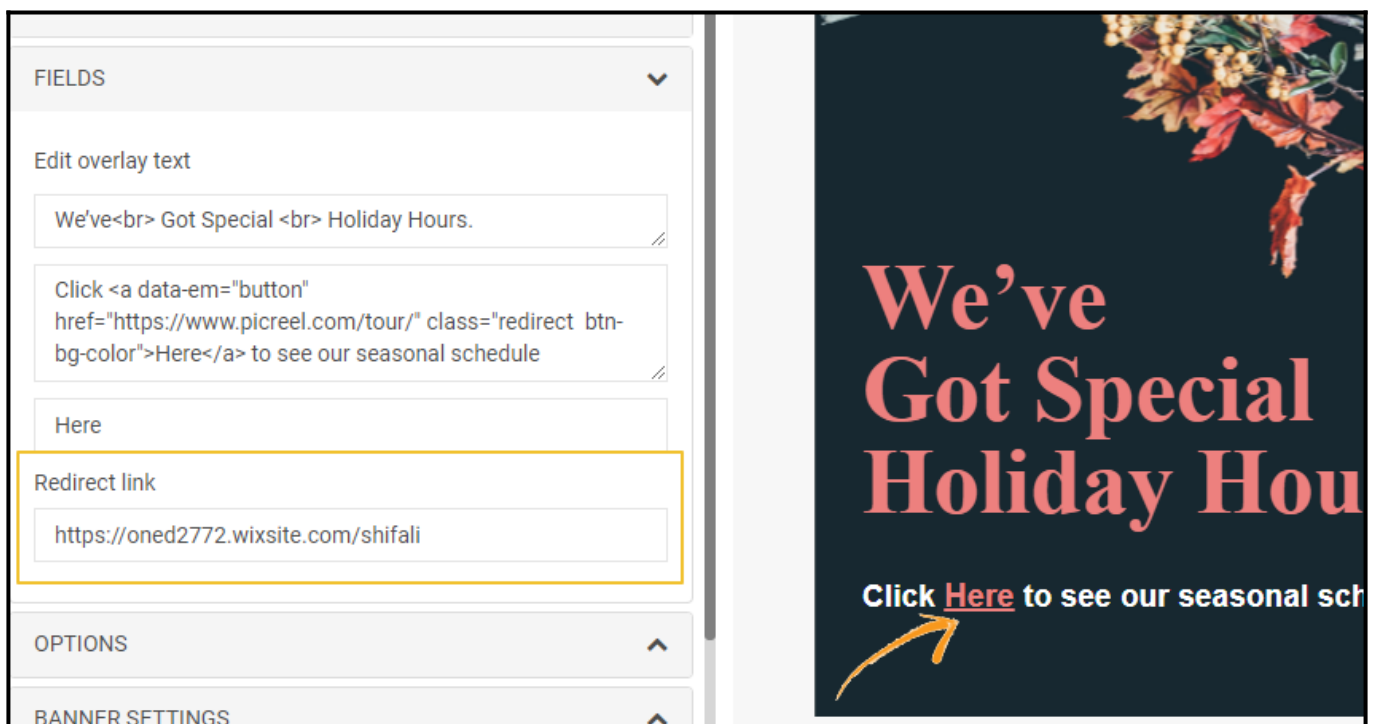 FIELDS
Edit overlay text
We’ve<br> Got Special <br> Holiday Hours.
Click <a data-em="button"
href="https://www.picreel.com/tour/" class="redirect  btn-
bg-color">Here</a> to see our seasonal schedule
Here
Redirect link
https://oned2772.wixsite.com/shifali
OPTIONS
BANNER SETTINGS
We’ve
Got Special
Holiday Hou
Click Here to see our seasonal sch